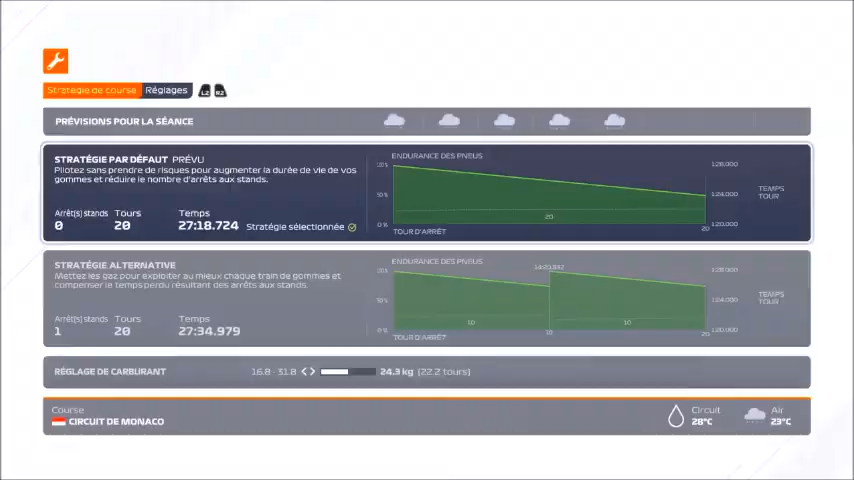 Stratégie de course Réglages L2 R2
PRÉVISIONS POUR LA SÉANCE
STRATÉGIE PAR DÉFAUT PRÉVU
Pilotez sans prendre de risques pour augmenter la durée de vie de vos
gommes et réduire le nombre d'arrêts aux stands.
Arrêt(s) stands Tours Temps
0 20 27:18.724 Stratégie sélectionnée
ENDURANCE DES PNEUS
100%
50%
0%
20
20
TOUR D'ARRÊT
128.000
124.000
120.000
TEMPS
TOUR
STRATÉGIE ALTERNATIVE
Mettez les gaz pour exploiter au mieux chaque train de gommes et
compenser le temps perdu résultant des arrêts aux stands.
Arrêt(s) stands Tours Temps
1 20 27:34.979
ENDURANCE DES PNEUS
100%
50%
0%
10
10
10
20
TOUR D'ARRÊT
128.000
124.000
120.000
TEMPS
TOUR
RÉGLAGE DE CARBURANT 16.8 - 31.8 <> 24.3 kg (22.2 tours)
Course
CIRCUIT DE MONACO
Circuit
28°C
Air
23°C